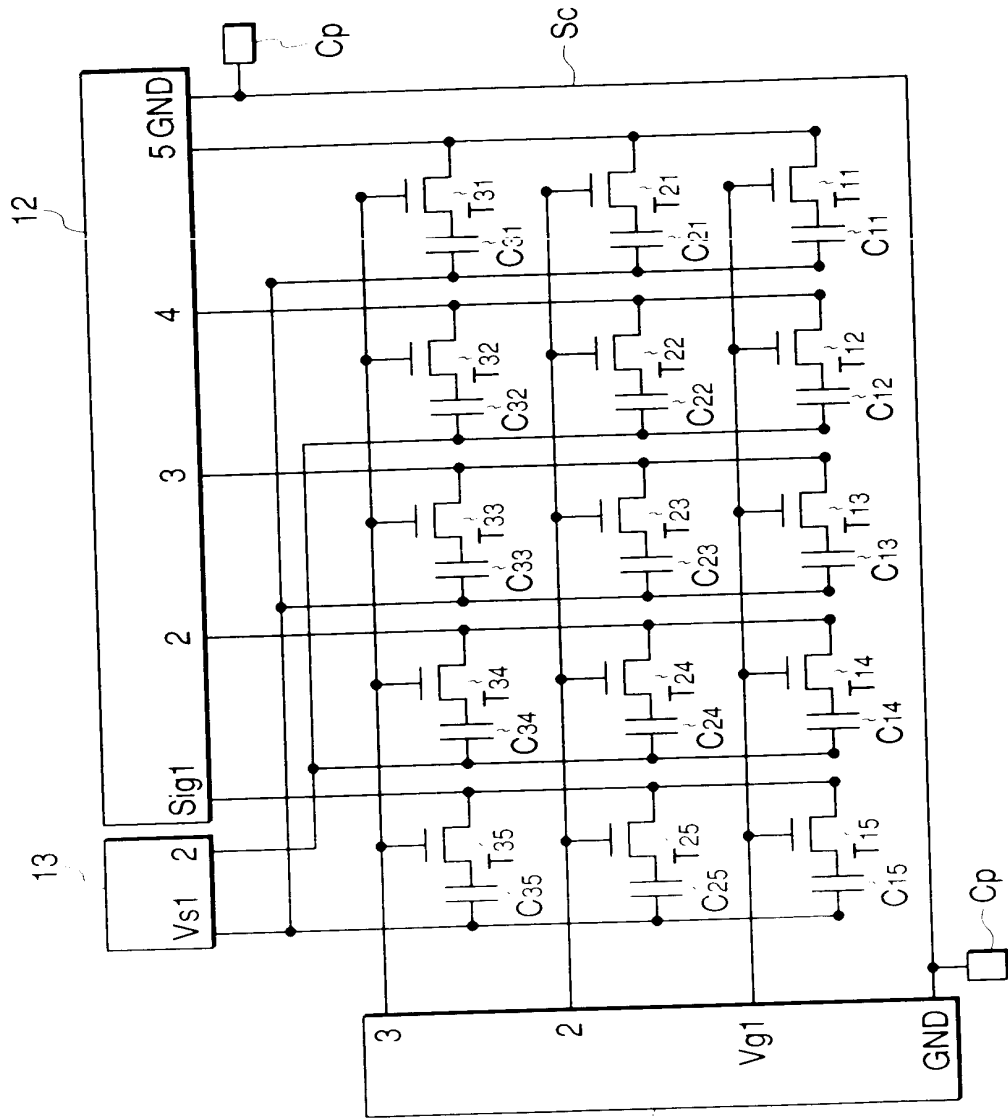 12
13
Vs1 2
Sig1 2 3 4 5 GND
Cp
Sc
3
T35 T34 T33 T32 T31
C35 C34 C33 C32 C31
2
T25 T24 T23 T22 T21
C25 C24 C23 C22 C21
Vg1
T15 T14 T13 T12 T11
C15 C14 C13 C12 C11
GND
Cp